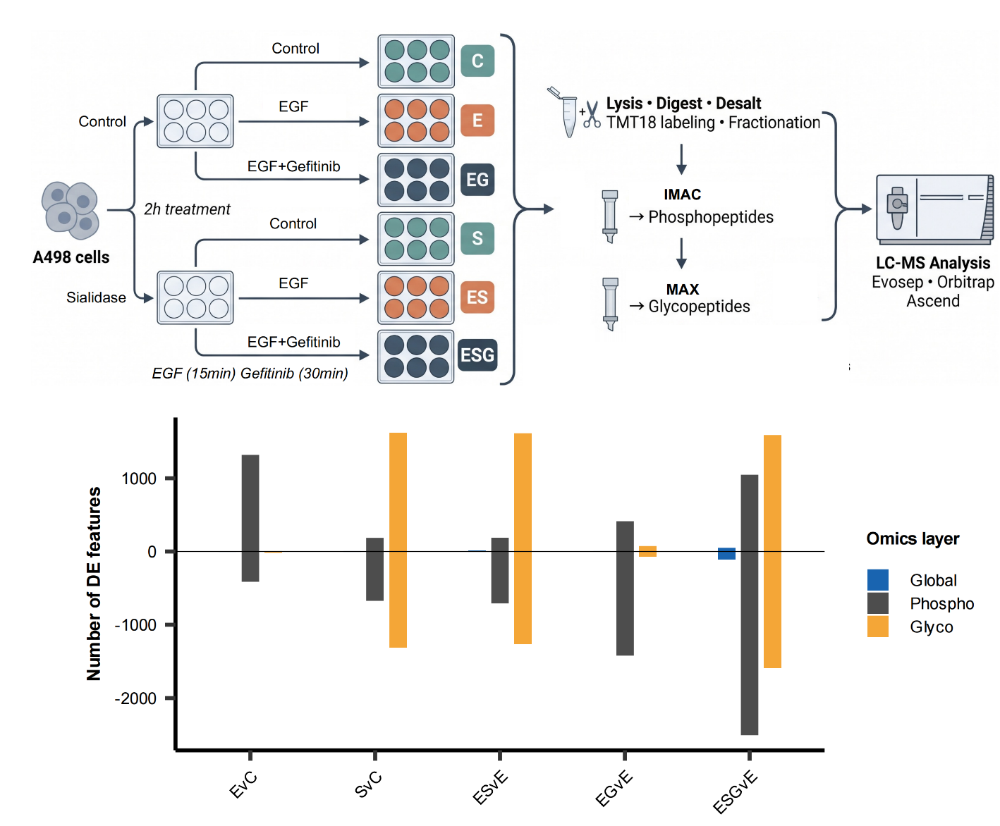 Control
C
EGF
E
EGF+Gefitinib
EG
Control
2h treatment
A498 cells
Sialidase
Control
S
EGF
ES
EGF+Gefitinib
ESG
EGF (15min) Gefitinib (30min)
+
Lysis • Digest • Desalt
TMT18 labeling • Fractionation
IMAC
→ Phosphopeptides
MAX
→ Glycopeptides
LC-MS Analysis
Evosep • Orbitrap
Ascend
Number of DE features
1000
0
-1000
-2000
EvC
SvC
ESvE
EGvE
ESGvE
Omics layer
Global
Phospho
Glyco